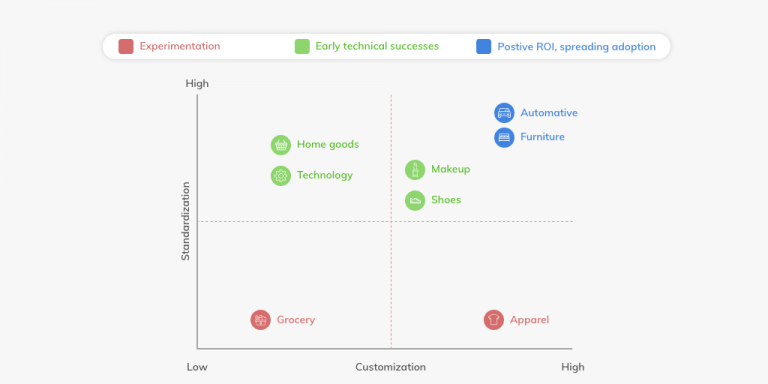 Experimentation
Early technical successes
Postive ROI, spreading adoption
High
Automative
Furniture
Home goods
Technology
Makeup
Shoes
Standardization
Grocery
Apparel
Low
Customization
High